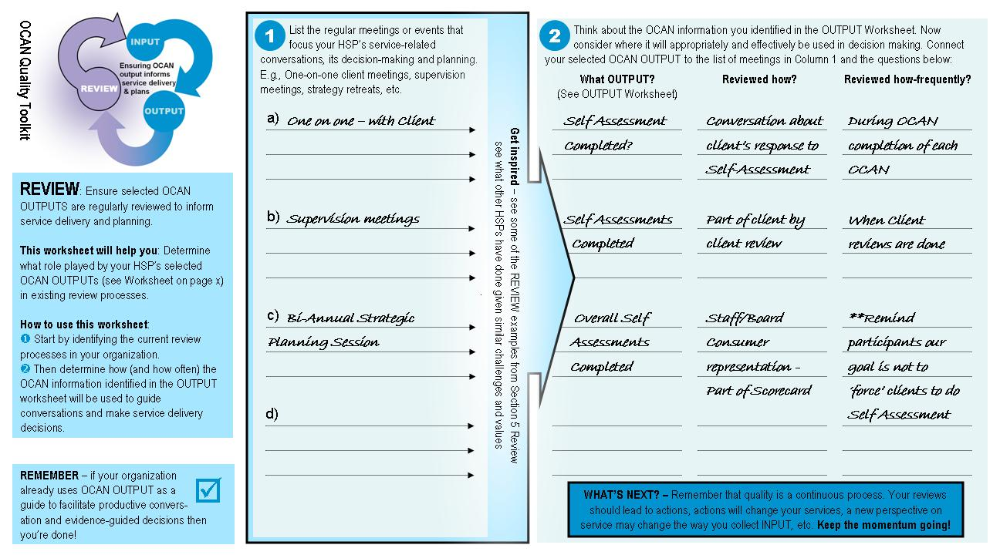 OCAN Quality Toolkit
INPUT
Ensuring OCAN
output informs
service delivery
& plans
REVIEW
OUTPUT
REVIEW: Ensure selected OCAN
OUTPUTS are regularly reviewed to inform
service delivery and planning.
This worksheet will help you: Determine
what role played by your HSP's selected
OCAN OUTPUTs (see Worksheet on page x)
in existing review processes.
How to use this worksheet:
❶ Start by identifying the current review
processes in your organization.
❷ Then determine how (and how often) the
OCAN information identified in the OUTPUT
worksheet will be used to guide
conversations and make service delivery
decisions.
REMEMBER – if your organization
already uses OCAN OUTPUT as a
guide to facilitate productive convers-
ation and evidence-guided decisions then
you're done!
1 List the regular meetings or events that
focus your HSP's service-related
conversations, its decision-making and planning.
E.g., One-on-one client meetings, supervision
meetings, strategy retreats, etc.
a) One on one – with Client
b) Supervision meetings
c) Bi-Annual Strategic
Planning Session
d)
Get inspired – see some of the REVIEW examples from Section 5 Review
see what other HSPs have done given similar challenges and values
2 Think about the OCAN information you identified in the OUTPUT Worksheet. Now
consider where it will appropriately and effectively be used in decision making. Connect
your selected OCAN OUTPUT to the list of meetings in Column 1 and the questions below:
What OUTPUT? Reviewed how? Reviewed how-frequently?
(See OUTPUT Worksheet)
Self Assessment Conversation about During OCAN
Completed? client's response to completion of each
Self-Assessment OCAN
Self Assessments Part of client by When Client
Completed client review reviews are done
Overall Self Staff/Board **Remind
Assessments Consumer participants our
Completed representation - goal is not to
Part of Scorecard 'force' clients to do
Self Assessment
WHAT'S NEXT? – Remember that quality is a continuous process. Your reviews
should lead to actions, actions will change your services, a new perspective on
service may change the way you collect INPUT, etc. Keep the momentum going!